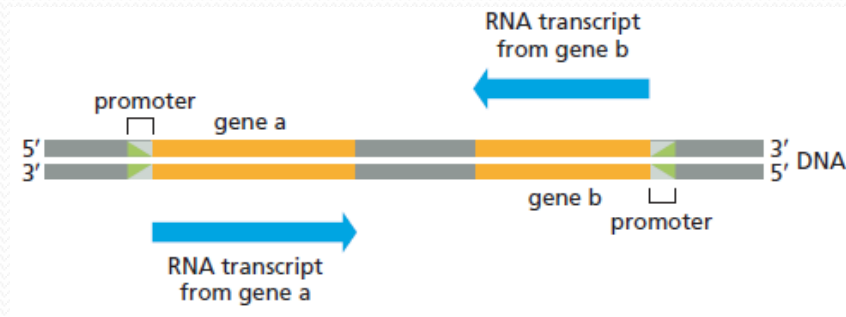 RNA transcript
from gene b
promoter
gene a
5′ 3′
3′ 5′ DNA
gene b
promoter
RNA transcript
from gene a